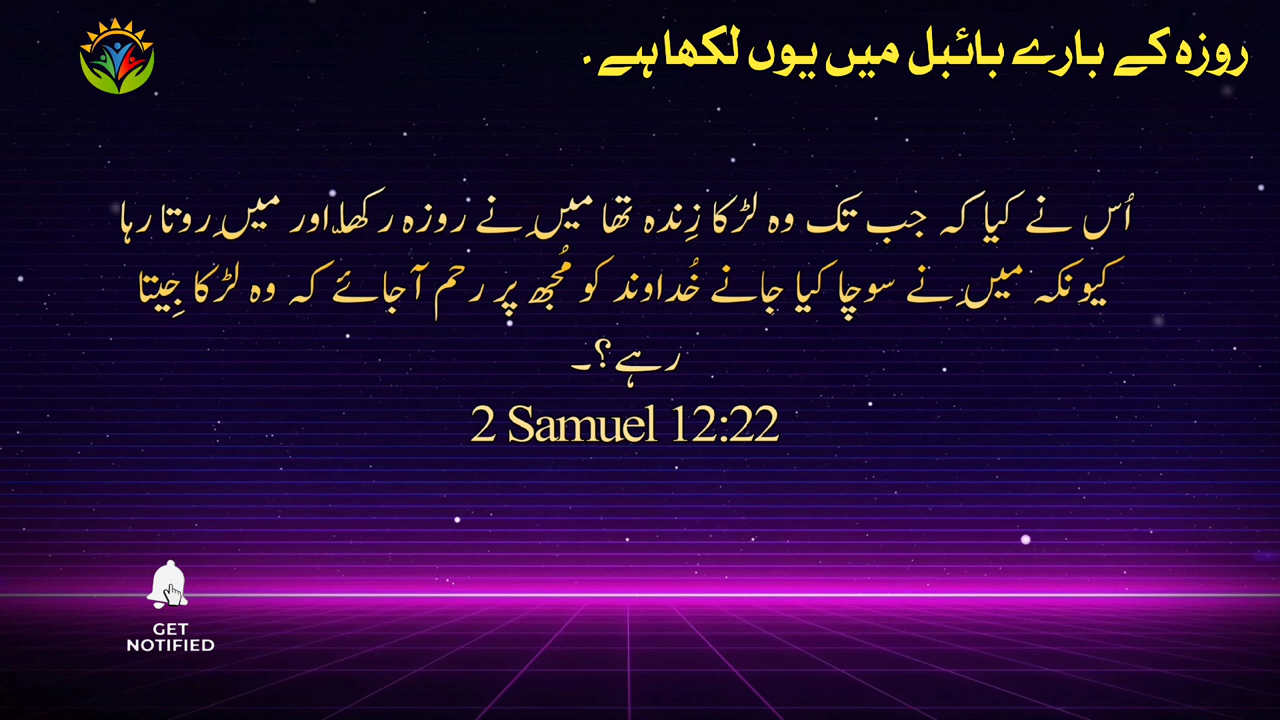 روزہ کے بارے بائبل میں یوں لکھا ہے .
اُس نے کیا کہ جب تک وہ لڑکا زِندہ تھا میں نے روزہ رکھا اور میں روتا رہا
کیونکہ میں نے سوچا کیا جانے خُداوند کو مُجھ پر رحم آجائے کہ وہ لڑکا جِیتا
رہے؟۔
2 Samuel 12:22
GET
NOTIFIED